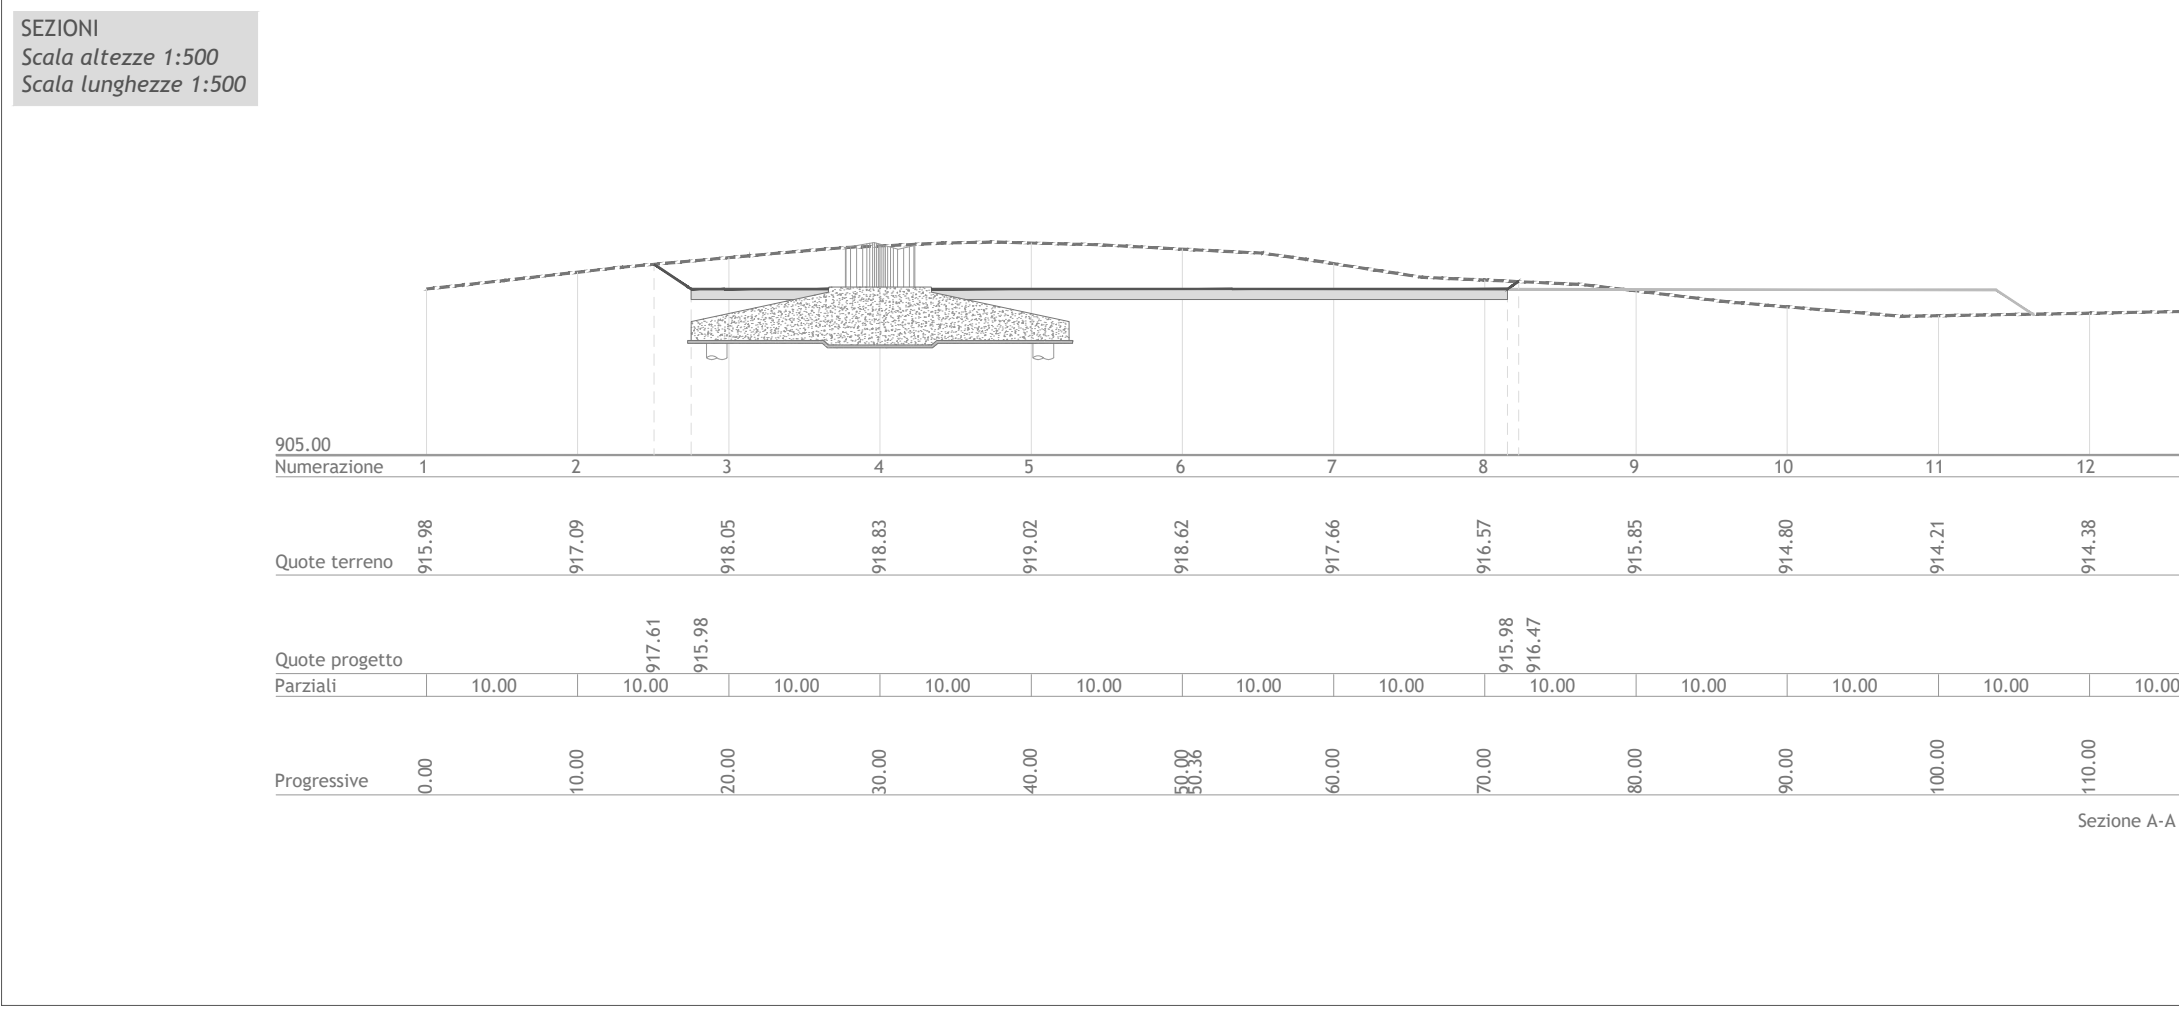 SEZIONI
Scala altezze 1:500
Scala lunghezze 1:500
905.00
Numerazione 1 2 3 4 5 6 7 8 9 10 11 12
Quote terreno 915.98 917.09 918.05 918.83 919.02 918.62 917.66 916.57 915.85 914.80 914.21 914.38
Quote progetto 917.61 915.98 915.98 916.47
Parziali 10.00 10.00 10.00 10.00 10.00 10.00 10.00 10.00 10.00 10.00 10.00 10.00
Progressive 0.00 10.00 20.00 30.00 40.00 50.00 50.36 60.00 70.00 80.00 90.00 100.00 110.00
Sezione A-A